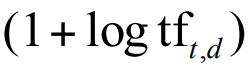 (1 + log tf_{t,d})